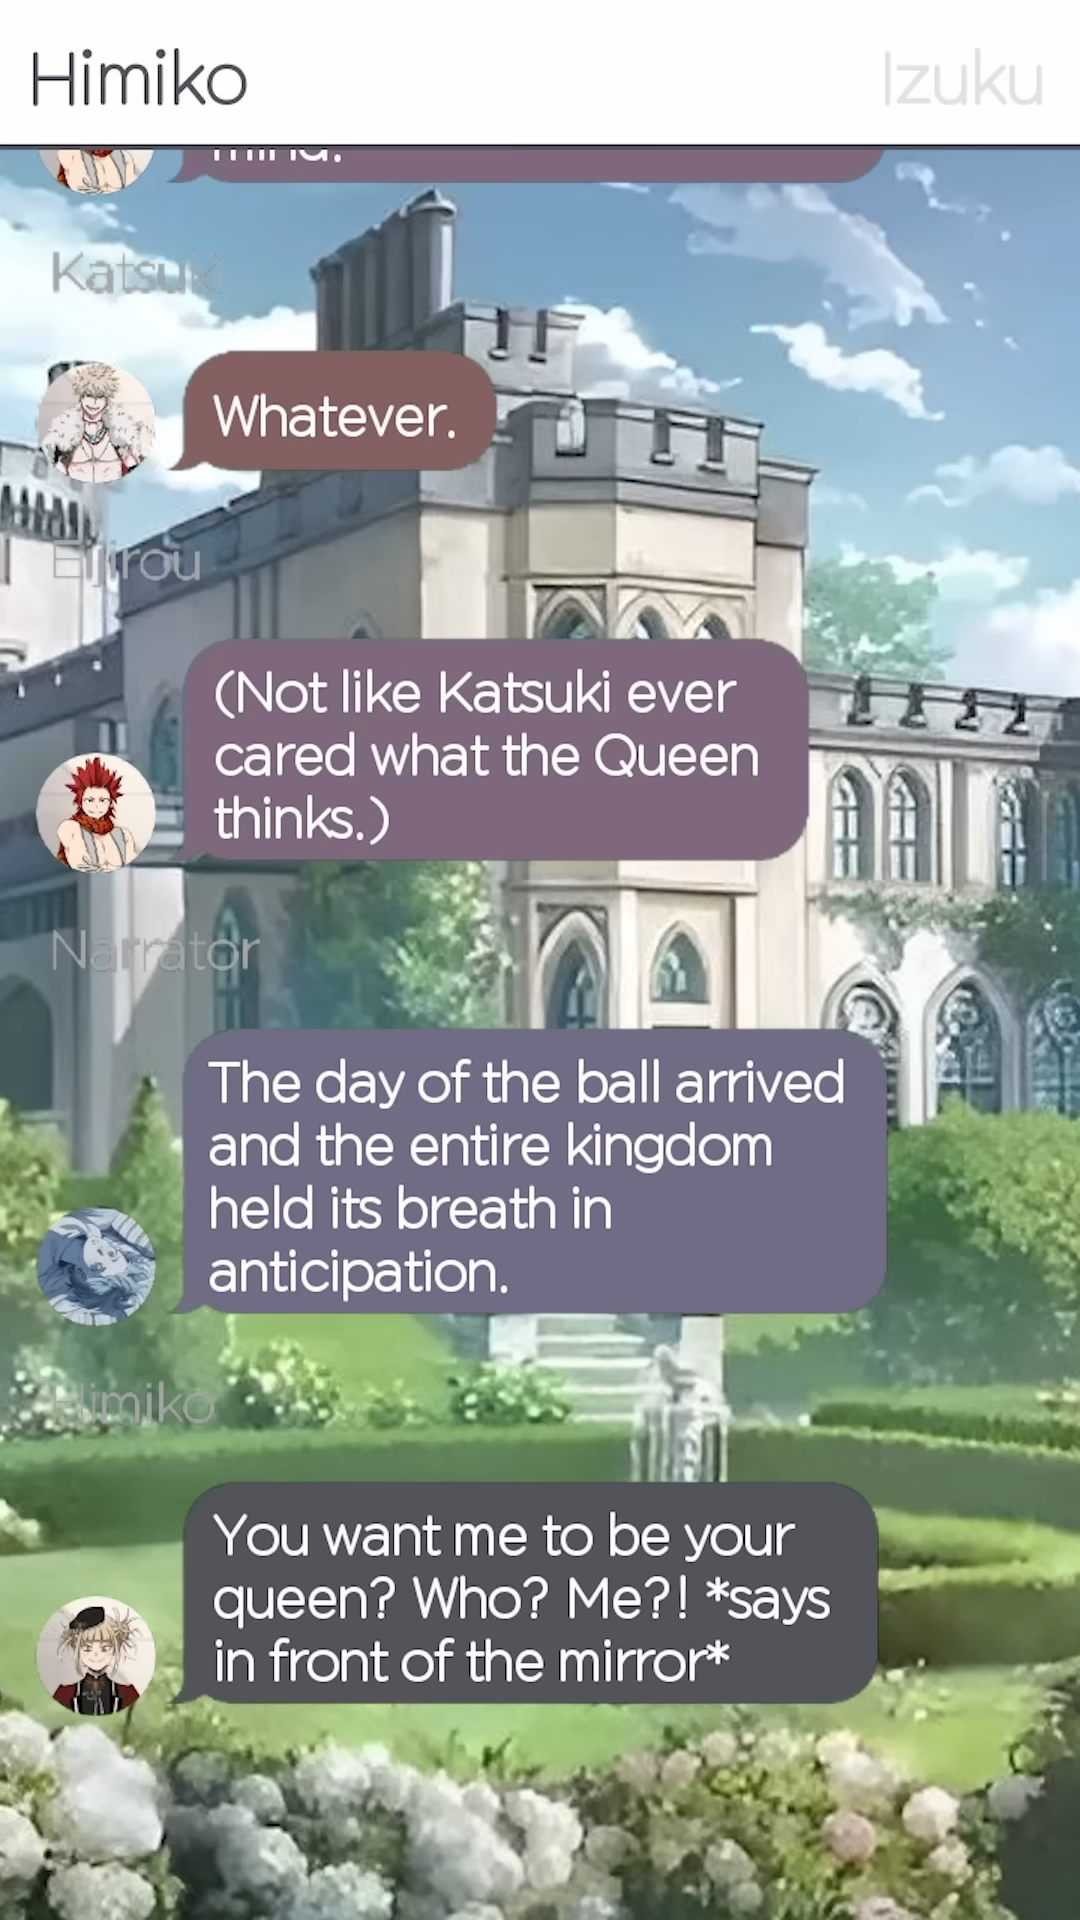 Himiko
Izuku
mind.
Katsuki
Whatever.
Eijirou
(Not like Katsuki ever
cared what the Queen
thinks.)
Narrator
The day of the ball arrived
and the entire kingdom
held its breath in
anticipation.
Himiko
You want me to be your
queen? Who? Me?! *says
in front of the mirror*